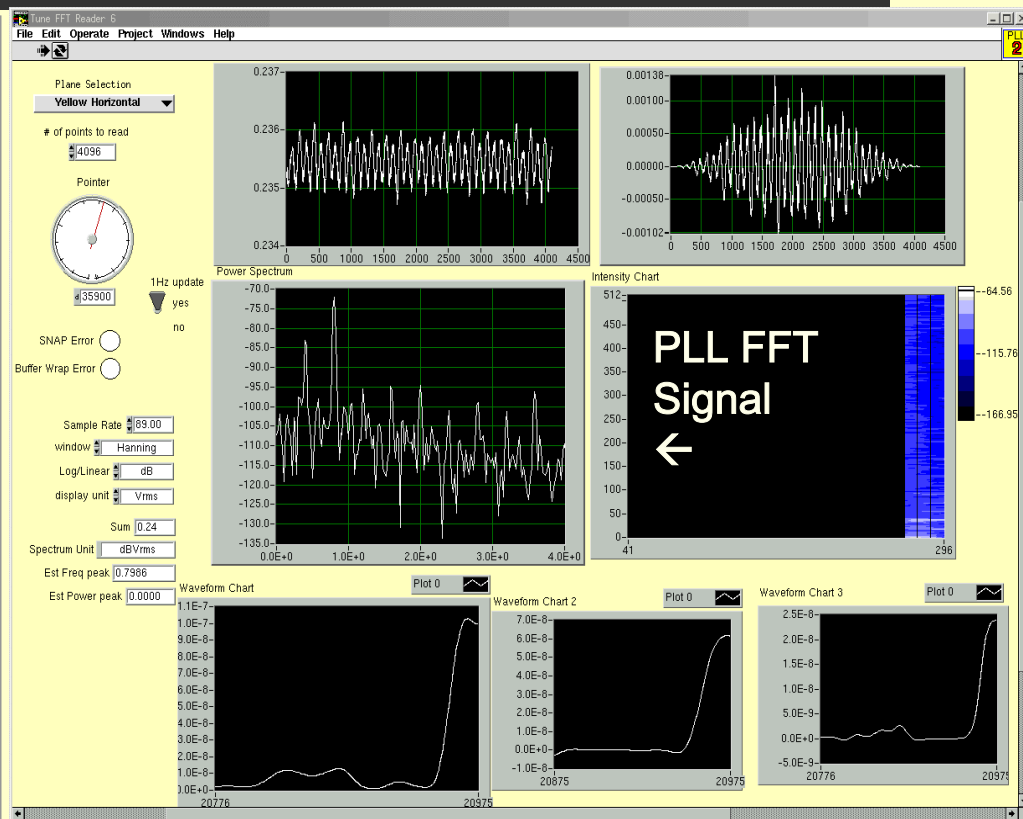 Tune FFT Reader 6
File Edit Operate Project Windows Help
PLL
2
Plane Selection
Yellow Horizontal
# of points to read
4096
Pointer
d 35900
1Hz update
yes
no
SNAP Error
Buffer Wrap Error
Sample Rate 89.00
window Hanning
Log/Linear dB
display unit Vrms
Sum 0.24
Spectrum Unit dBVrms
Est Freq peak 0.7986
Est Power peak 0.0000
0.237-
0.236-
0.235-
0.234-
0 500 1000 1500 2000 2500 3000 3500 4000 4500
0.00138-
0.00100-
0.00050-
0.00000-
-0.00050-
-0.00102-
0 500 1000 1500 2000 2500 3000 3500 4000 4500
Power Spectrum
-70.0-
-75.0-
-80.0-
-85.0-
-90.0-
-95.0-
-100.0-
-105.0-
-110.0-
-115.0-
-120.0-
-125.0-
-130.0-
-135.0-
0.0E+0 1.0E+0 2.0E+0 3.0E+0 4.0E+0
Intensity Chart
512-
450-
400-
350-
300-
250-
200-
150-
100-
50-
0-
41 296
PLL FFT
Signal
←
--64.56
--115.76
--166.95
Waveform Chart
Plot 0
1.1E-7-
1.0E-7-
9.0E-8-
8.0E-8-
7.0E-8-
6.0E-8-
5.0E-8-
4.0E-8-
3.0E-8-
2.0E-8-
1.0E-8-
0.0E+0-
20776 20975
Waveform Chart 2
Plot 0
7.0E-8-
6.0E-8-
5.0E-8-
4.0E-8-
3.0E-8-
2.0E-8-
1.0E-8-
0.0E+0-
-1.0E-8-
20875 20975
Waveform Chart 3
Plot 0
2.5E-8-
2.0E-8-
1.5E-8-
1.0E-8-
5.0E-9-
0.0E+0-
-5.0E-9-
20776 20975